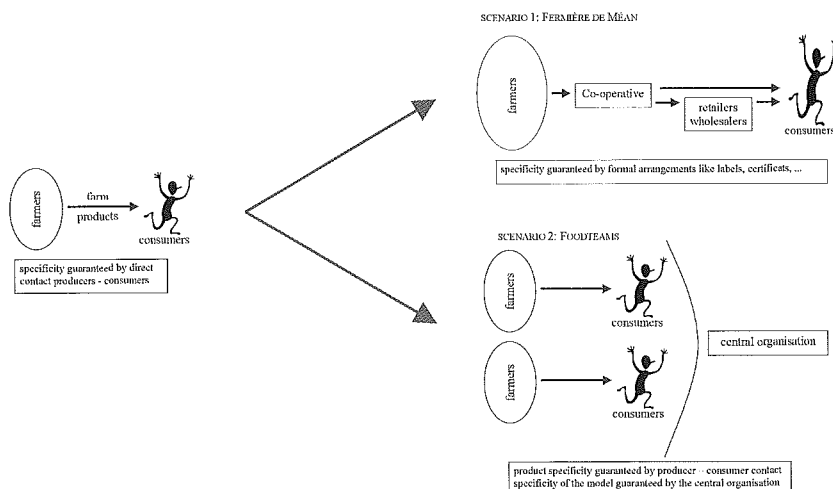 farmers
farm
products
consumers
specificity guaranteed by direct
contact producers - consumers
SCENARIO 1: FERMIÈRE DE MÉAN
farmers
Co-operative
retailers
wholesalers
consumers
specificity guaranteed by formal arrangements like labels, certificats, ...
SCENARIO 2: FOODTEAMS
farmers
consumers
farmers
consumers
central organisation
product specificity guaranteed by producer - consumer contact
specificity of the model guaranteed by the central organisation